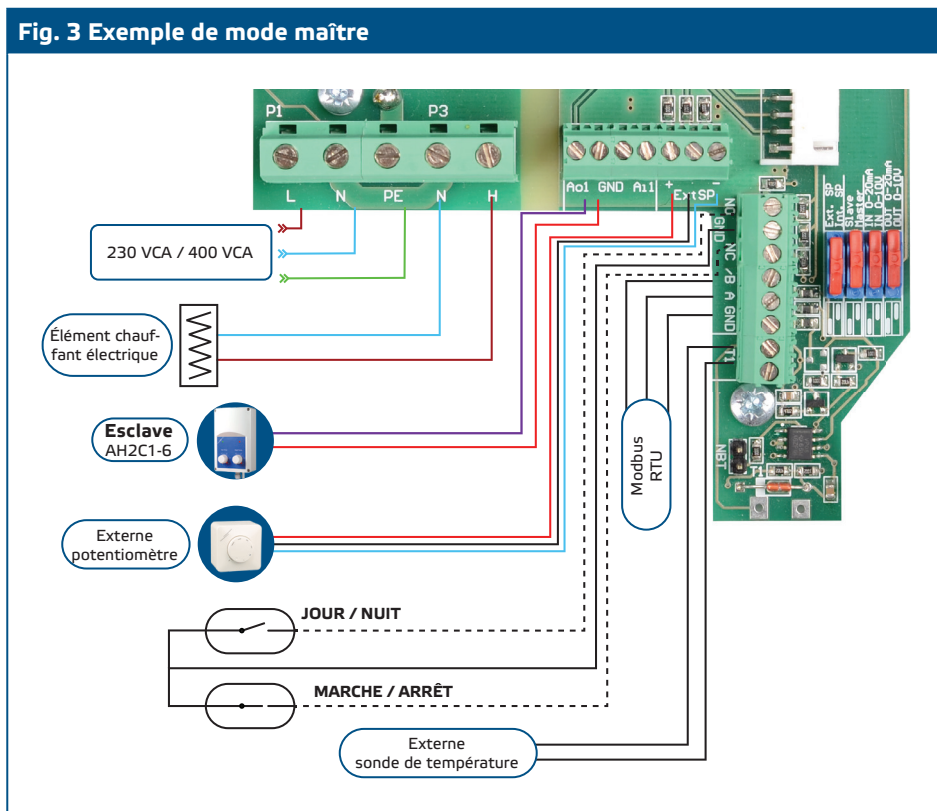 Fig. 3 Exemple de mode maître
P1
P3
L
N
PE
N
H
Ao1
GND
Ai1
+
ExtSP
-
NO
GND
NC
/B
A
GND
T1
Ext. SP
Int. SP
Slave
Master
IN 0-20mA
IN 0-10V
OUT 0-20mA
OUT 0-10V
230 VCA / 400 VCA
Élément chauf-
fant électrique
Esclave
AH2C1-6
Externe
potentiomètre
Modbus
RTU
NBT
T1
JOUR / NUIT
MARCHE / ARRÊT
Externe
sonde de température